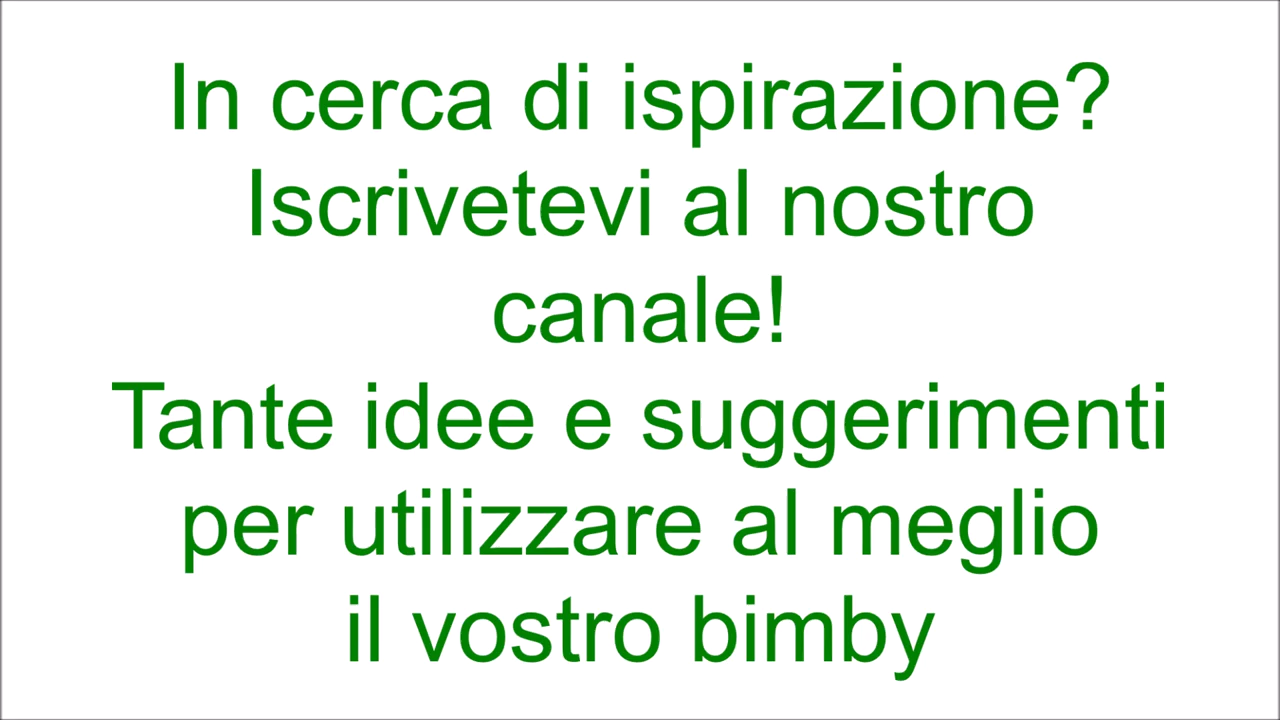 In cerca di ispirazione?
Iscrivetevi al nostro
canale!
Tante idee e suggerimenti
per utilizzare al meglio
il vostro bimby